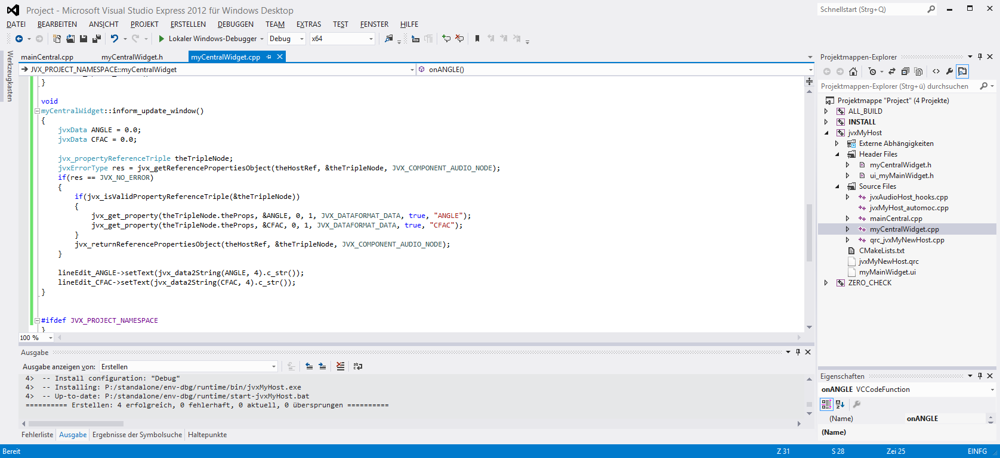 Project - Microsoft Visual Studio Express 2012 für Windows Desktop
Schnellstart (Strg+Q)
DATEI BEARBEITEN ANSICHT PROJEKT ERSTELLEN DEBUGGEN TEAM EXTRAS TEST FENSTER HILFE
Lokaler Windows-Debugger Debug x64
Werkzeugkasten
mainCentral.cpp myCentralWidget.h myCentralWidget.cpp
JVX_PROJECT_NAMESPACE::myCentralWidget onANGLE()
}
void
myCentralWidget::inform_update_window()
{
jvxData ANGLE = 0.0;
jvxData CFAC = 0.0;
jvx_propertyReferenceTriple theTripleNode;
jvxErrorType res = jvx_getReferencePropertiesObject(theHostRef, &theTripleNode, JVX_COMPONENT_AUDIO_NODE);
if(res == JVX_NO_ERROR)
{
if(jvx_isValidPropertyReferenceTriple(&theTripleNode))
{
jvx_get_property(theTripleNode.theProps, &ANGLE, 0, 1, JVX_DATAFORMAT_DATA, true, "ANGLE");
jvx_get_property(theTripleNode.theProps, &CFAC, 0, 1, JVX_DATAFORMAT_DATA, true, "CFAC");
}
jvx_returnReferencePropertiesObject(theHostRef, &theTripleNode, JVX_COMPONENT_AUDIO_NODE);
}
lineEdit_ANGLE->setText(jvx_data2String(ANGLE, 4).c_str());
lineEdit_CFAC->setText(jvx_data2String(CFAC, 4).c_str());
}
#ifdef JVX_PROJECT_NAMESPACE
}
100 %
Ausgabe
Ausgabe anzeigen von: Erstellen
4> -- Install configuration: "Debug"
4> -- Installing: P:/standalone/env-dbg/runtime/bin/jvxMyHost.exe
4> -- Up-to-date: P:/standalone/env-dbg/runtime/start-jvxMyHost.bat
========== Erstellen: 4 erfolgreich, 0 fehlerhaft, 0 aktuell, 0 übersprungen ==========
Fehlerliste Ausgabe Ergebnisse der Symbolsuche Haltepunkte
Projektmappen-Explorer
Projektmappen-Explorer (Strg+ü) durchsuchen
Projektmappe "Project" (4 Projekte)
ALL_BUILD
INSTALL
jvxMyHost
Externe Abhängigkeiten
Header Files
myCentralWidget.h
ui_myMainWidget.h
Source Files
jvxAudioHost_hooks.cpp
jvxMyHost_automoc.cpp
mainCentral.cpp
myCentralWidget.cpp
qrc_jvxMyNewHost.cpp
CMakeLists.txt
jvxMyNewHost.qrc
myMainWidget.ui
ZERO_CHECK
Eigenschaften
onANGLE VCCodeFunction
(Name) onANGLE
(Name)
Bereit Z 31 S 28 Zei 25 EINFG